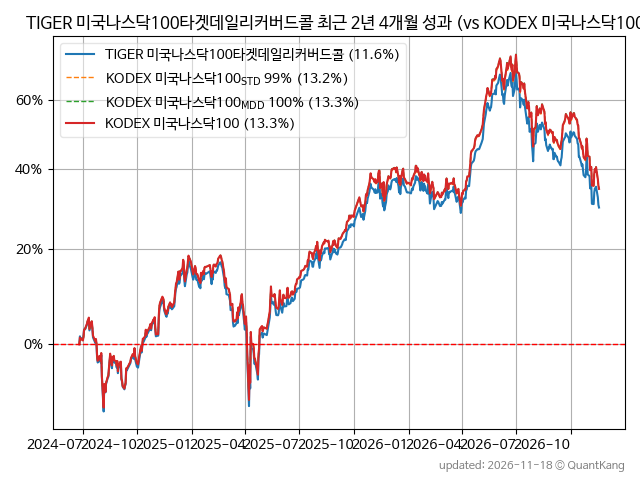 TIGER 미국나스닥100타겟데일리커버드콜 최근 2년 4개월 성과 (vs KODEX 미국나스닥100
TIGER 미국나스닥100타겟데일리커버드콜 (11.6%)
KODEX 미국나스닥100STD 99% (13.2%)
KODEX 미국나스닥100MDD 100% (13.3%)
KODEX 미국나스닥100 (13.3%)
60%
40%
20%
0%
2024-07 2024-10 2025-01 2025-04 2025-07 2025-10 2026-01 2026-04 2026-07 2026-10
updated: 2026-11-18 © QuantKang